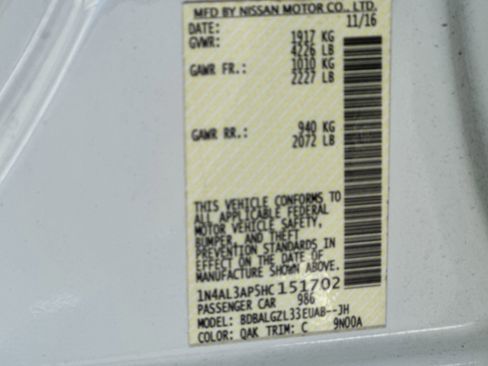 MFD BY NISSAN MOTOR CO., LTD.
DATE: 11/16
GVWR: 1917 KG
4226 LB
GAWR FR.: 1010 KG
2227 LB
GAWR RR.: 940 KG
2072 LB
THIS VEHICLE CONFORMS TO
ALL APPLICABLE FEDERAL
MOTOR VEHICLE SAFETY,
BUMPER, AND THEFT
PREVENTION STANDARDS IN
EFFECT ON THE DATE OF
MANUFACTURE SHOWN ABOVE.
1N4AL3AP5HC151702
PASSENGER CAR 986
MODEL: BDBALGZL33EUAB--JH
COLOR: QAK TRIM: C 9N00A